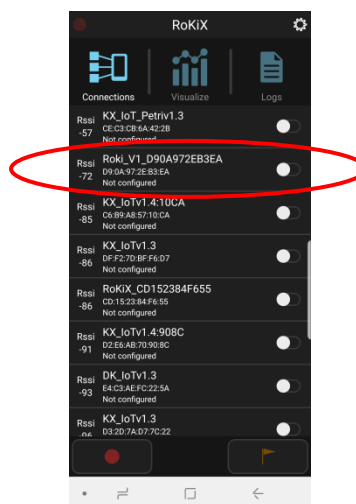 RoKiX
Connections
Visualize
Logs
Rssi
-57
KX_IoT_Petriv1.3
CE:C3:CB:6A:42:2B
Not configured
Rssi
-72
Roki_V1_D90A972EB3EA
D9:0A:97:2E:B3:EA
Not configured
Rssi
-85
KX_IoTv1.4:10CA
C6:B9:A8:57:10:CA
Not configured
Rssi
-86
KX_IoTv1.3
DF:F2:7D:BF:F6:D7
Not configured
Rssi
-86
RoKiX_CD152384F655
CD:15:23:84:F6:55
Not configured
Rssi
-91
KX_IoTv1.4:908C
D2:E6:AB:70:90:8C
Not configured
Rssi
-93
DK_IoTv1.3
E4:C3:AE:FC:22:5A
Not configured
Rssi
-96
KX_IoTv1.3
D3:2D:7A:D7:7C:22